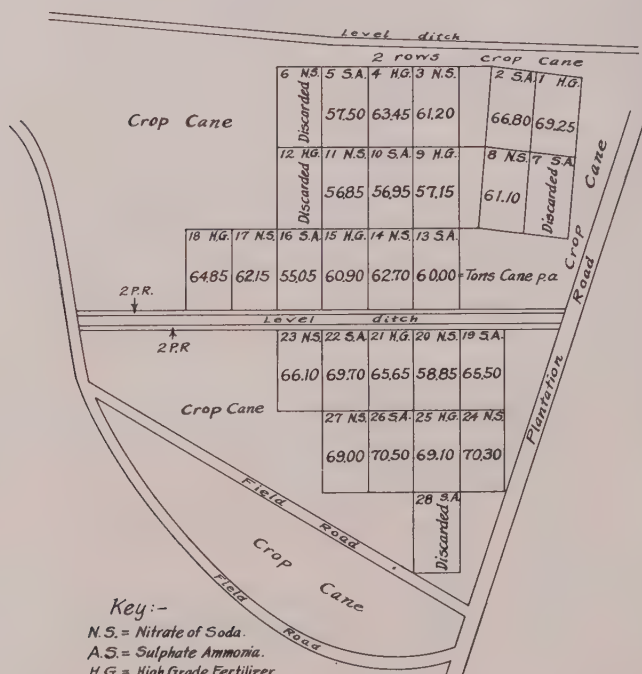 Level ditch
2 rows Crop Cane
6 N.S. 5 S.A. 4 H.G. 3 N.S. 2 S.A. 1 H.G.
Discarded 57.50 63.45 61.20 66.80 69.25
Crop Cane
12 H.G. 11 N.S. 10 S.A. 9 H.G. 8 N.S. 7 S.A.
Discarded 56.85 56.95 57.15 61.10 Discarded
Crop Cane
18 H.G. 17 N.S. 16 S.A. 15 H.G. 14 N.S. 13 S.A.
64.85 62.15 55.05 60.90 62.70 60.00 = Tons Cane p.a
2 P.R.
Level ditch
2 P.R
Plantation Road
23 N.S. 22 S.A. 21 H.G. 20 N.S. 19 S.A.
66.10 69.70 65.65 58.85 65.50
Crop Cane
27 N.S. 26 S.A. 25 H.G. 24 N.S.
69.00 70.50 69.10 70.30
28 S.A.
Discarded
Field Road
Crop Cane
Field Road
Key:-
N.S. = Nitrate of Soda.
A.S. = Sulphate Ammonia.
H.G. = High Grade Fertilizer